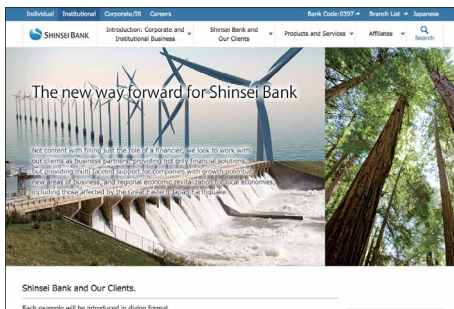 Individual Institutional Corporate/IR Careers Bank Code:0397 Branch List Japanese
SHINSEI BANK
Introduction: Corporate and
Institutional Business
Shinsei Bank and
Our Clients
Products and Services
Affiliates
Search
The new way forward for Shinsei Bank
Not content with filling just the role of a financier, we look to work with
our clients as business partners, providing not only financial solutions,
but providing multi faceted support for companies with growth potential,
new areas of business, and regional economic revitalization for local economies,
including those affected by the Great Eastern Japan Earthquake.
Shinsei Bank and Our Clients.
Each example will be introduced in dialog format.